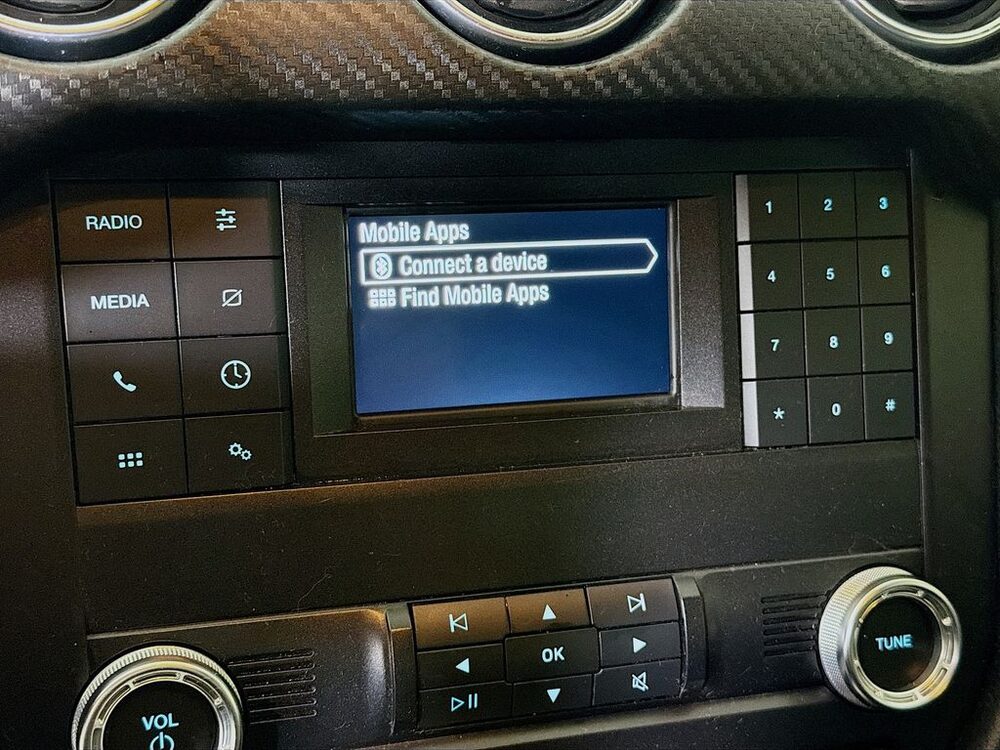 Mobile Apps
Connect a device
Find Mobile Apps
RADIO
MEDIA
1 2 3
4 5 6
7 8 9
* 0 #
OK
VOL
TUNE